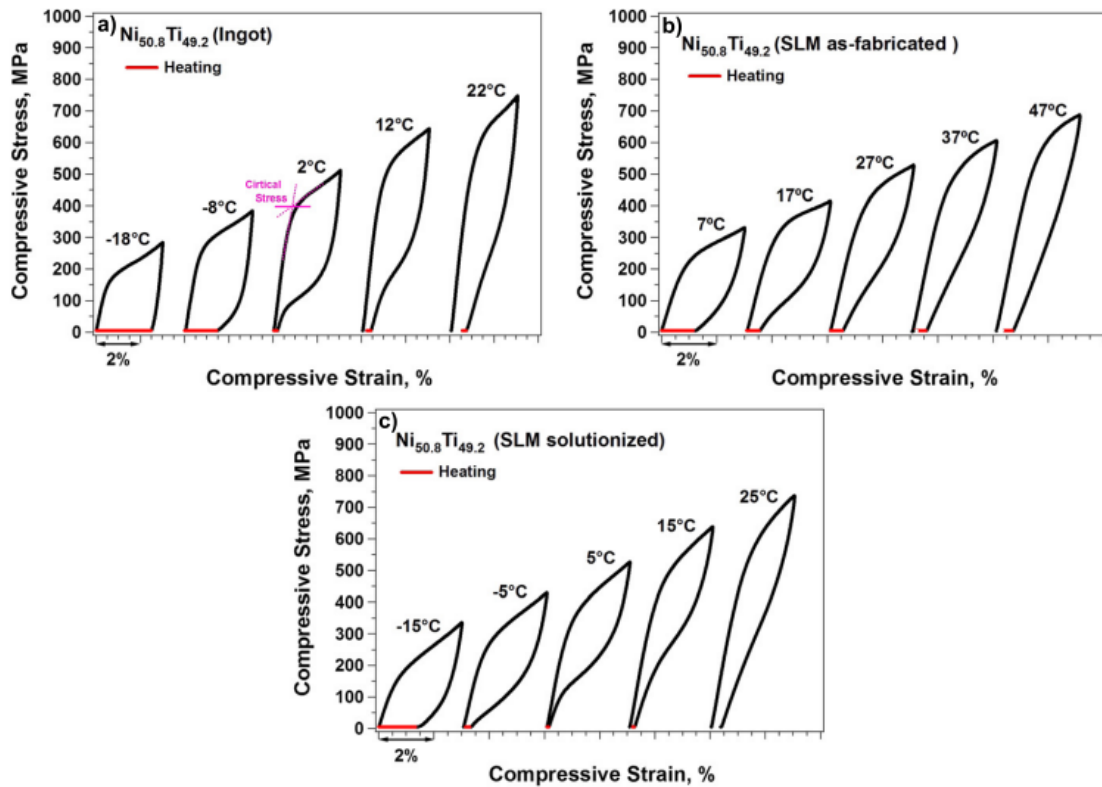 a)
Ni50.8Ti49.2 (Ingot)
Heating
Compressive Stress, MPa
1000
900
800
700
600
500
400
300
200
100
0
-18°C
-8°C
2°C
12°C
22°C
Cirtical
Stress
2%
Compressive Strain, %
b)
Ni50.8Ti49.2 (SLM as-fabricated )
Heating
Compressive Stress, MPa
1000
900
800
700
600
500
400
300
200
100
0
7°C
17°C
27°C
37°C
47°C
2%
Compressive Strain, %
c)
Ni50.8Ti49.2 (SLM solutionized)
Heating
Compressive Stress, MPa
1000
900
800
700
600
500
400
300
200
100
0
-15°C
-5°C
5°C
15°C
25°C
2%
Compressive Strain, %